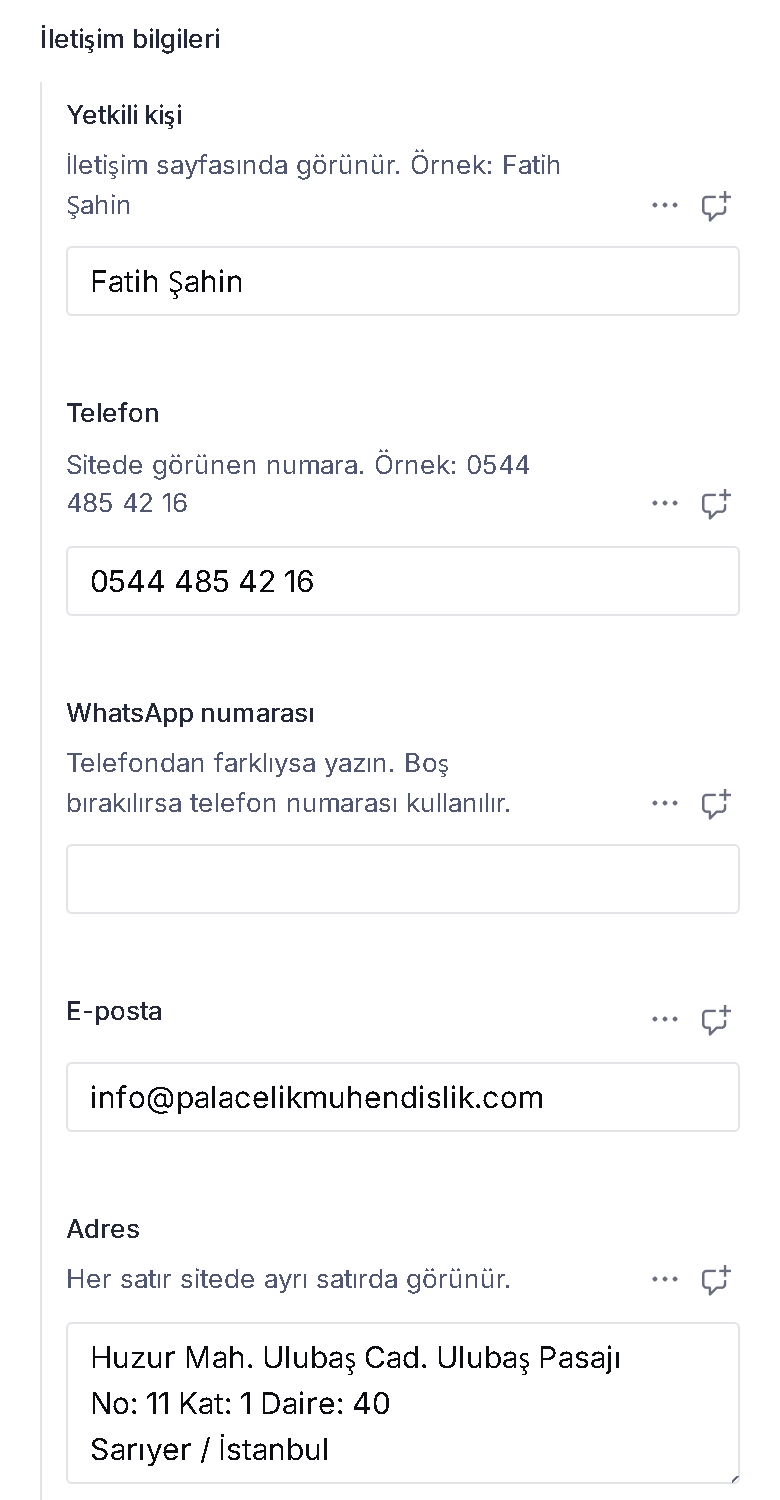 İletişim bilgileri
Yetkili kişi
İletişim sayfasında görünür. Örnek: Fatih
Şahin
Fatih Şahin
Telefon
Sitede görünen numara. Örnek: 0544
485 42 16
0544 485 42 16
WhatsApp numarası
Telefondan farklıysa yazın. Boş
bırakılırsa telefon numarası kullanılır.
E-posta
info@palacelikmuhendislik.com
Adres
Her satır sitede ayrı satırda görünür.
Huzur Mah. Ulubaş Cad. Ulubaş Pasajı
No: 11 Kat: 1 Daire: 40
Sarıyer / İstanbul